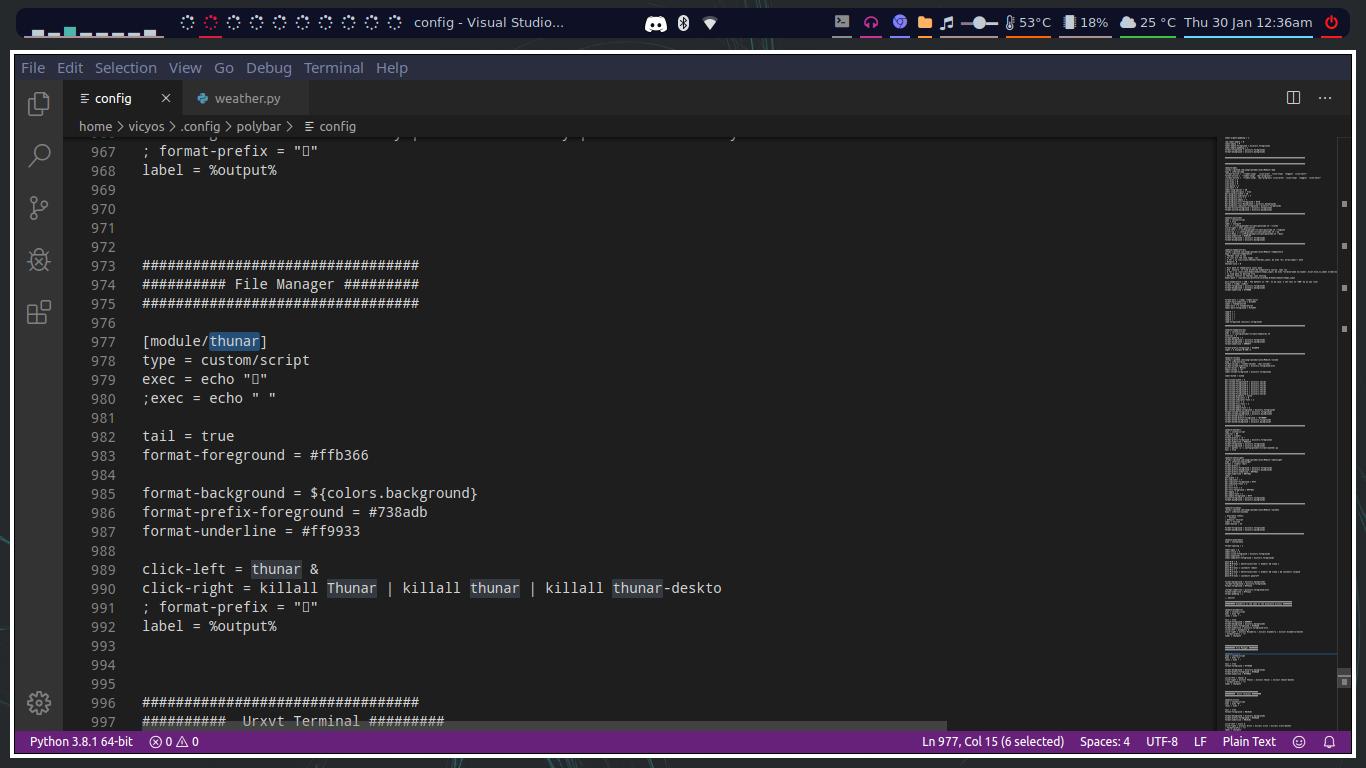 config - Visual Studio...
53°C
18%
25 °C
Thu 30 Jan 12:36am
File Edit Selection View Go Debug Terminal Help
config
weather.py
home > vicyos > .config > polybar > config
967 ; format-prefix = "▯"
968 label = %output%
969
970
971
972
973 #################################
974 ########## File Manager #########
975 #################################
976
977 [module/thunar]
978 type = custom/script
979 exec = echo "▯"
980 ;exec = echo " "
981
982 tail = true
983 format-foreground = #ffb366
984
985 format-background = ${colors.background}
986 format-prefix-foreground = #738adb
987 format-underline = #ff9933
988
989 click-left = thunar &
990 click-right = killall Thunar | killall thunar | killall thunar-deskto
991 ; format-prefix = "▯"
992 label = %output%
993
994
995
996 #################################
997 ##########  Urxvt Terminal #########
Python 3.8.1 64-bit
0
0
Ln 977, Col 15 (6 selected)
Spaces: 4
UTF-8
LF
Plain Text